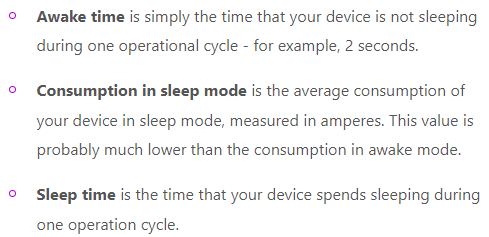 Awake time is simply the time that your device is not sleeping
during one operational cycle - for example, 2 seconds.
Consumption in sleep mode is the average consumption of
your device in sleep mode, measured in amperes. This value is
probably much lower than the consumption in awake mode.
Sleep time is the time that your device spends sleeping during
one operation cycle.